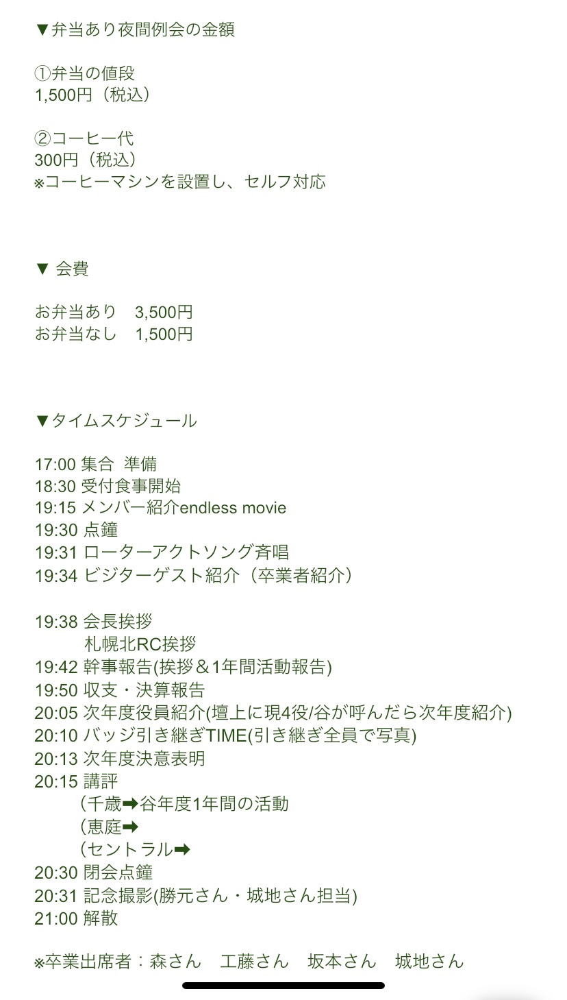 ▼弁当あり夜間例会の金額
①弁当の値段
1,500円（税込）
②コーヒー代
300円（税込）
※コーヒーマシンを設置し、セルフ対応
▼ 会費
お弁当あり　3,500円
お弁当なし　1,500円
▼タイムスケジュール
17:00 集合  準備
18:30 受付食事開始
19:15 メンバー紹介endless movie
19:30 点鐘
19:31 ローターアクトソング斉唱
19:34 ビジターゲスト紹介（卒業者紹介）
19:38 会長挨拶
札幌北RC挨拶
19:42 幹事報告(挨拶＆1年間活動報告)
19:50 収支・決算報告
20:05 次年度役員紹介(壇上に現4役/谷が呼んだら次年度紹介)
20:10 バッジ引き継ぎTIME(引き継ぎ全員で写真)
20:13 次年度決意表明
20:15 講評
（千歳➡谷年度1年間の活動
（恵庭➡
（セントラル➡
20:30 閉会点鐘
20:31 記念撮影(勝元さん・城地さん担当)
21:00 解散
※卒業出席者：森さん　工藤さん　坂本さん　城地さん